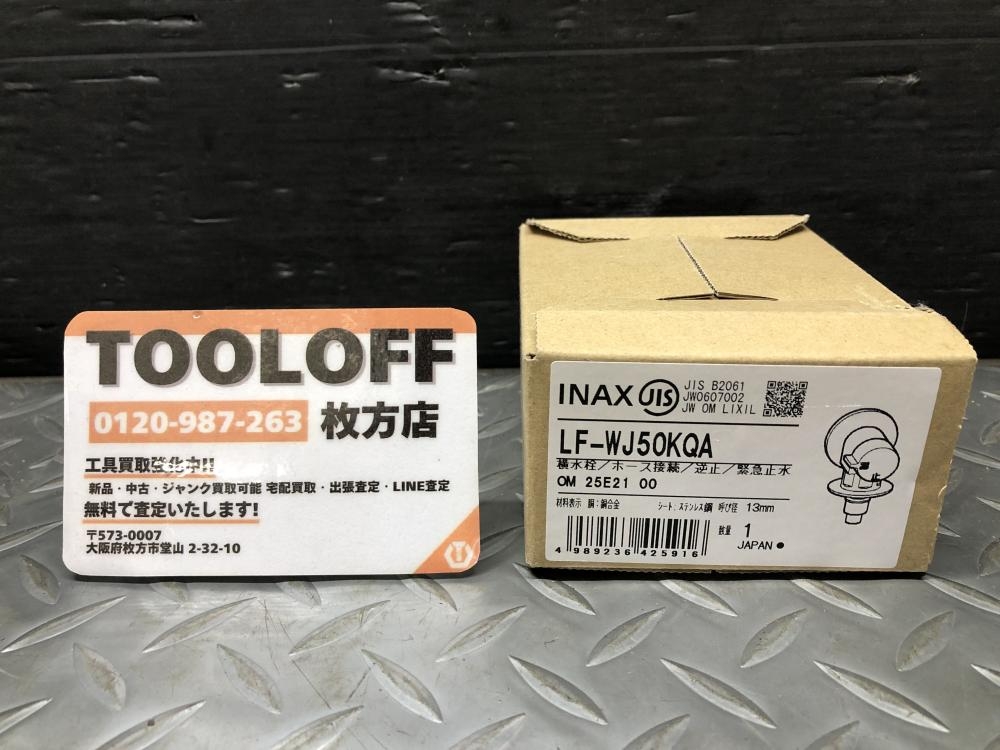 TOOLOFF
0120-987-263 枚方店
工具買取強化中!!
新品・中古・ジャンク買取可能 宅配買取・出張査定・LINE査定
無料で査定いたします!
〒573-0007
大阪府枚方市堂山 2-32-10
INAX JIS
JIS B2061
JW0607002
JW OM LIXIL
LF-WJ50KQA
横水栓/ホース接続/逆止/緊急止水
OM 25E21 00
材料表示 胴:銅合金 シート:ステンレス鋼 呼び径 13mm
4 989236 425916
数量 1
JAPAN ●
止